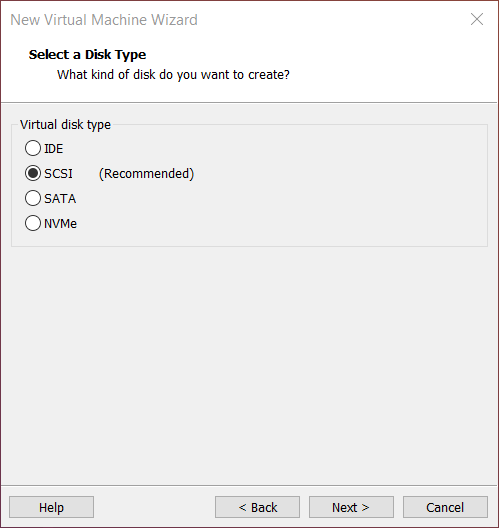 New Virtual Machine Wizard
Select a Disk Type
What kind of disk do you want to create?
Virtual disk type
IDE
SCSI (Recommended)
SATA
NVMe
Help < Back Next > Cancel